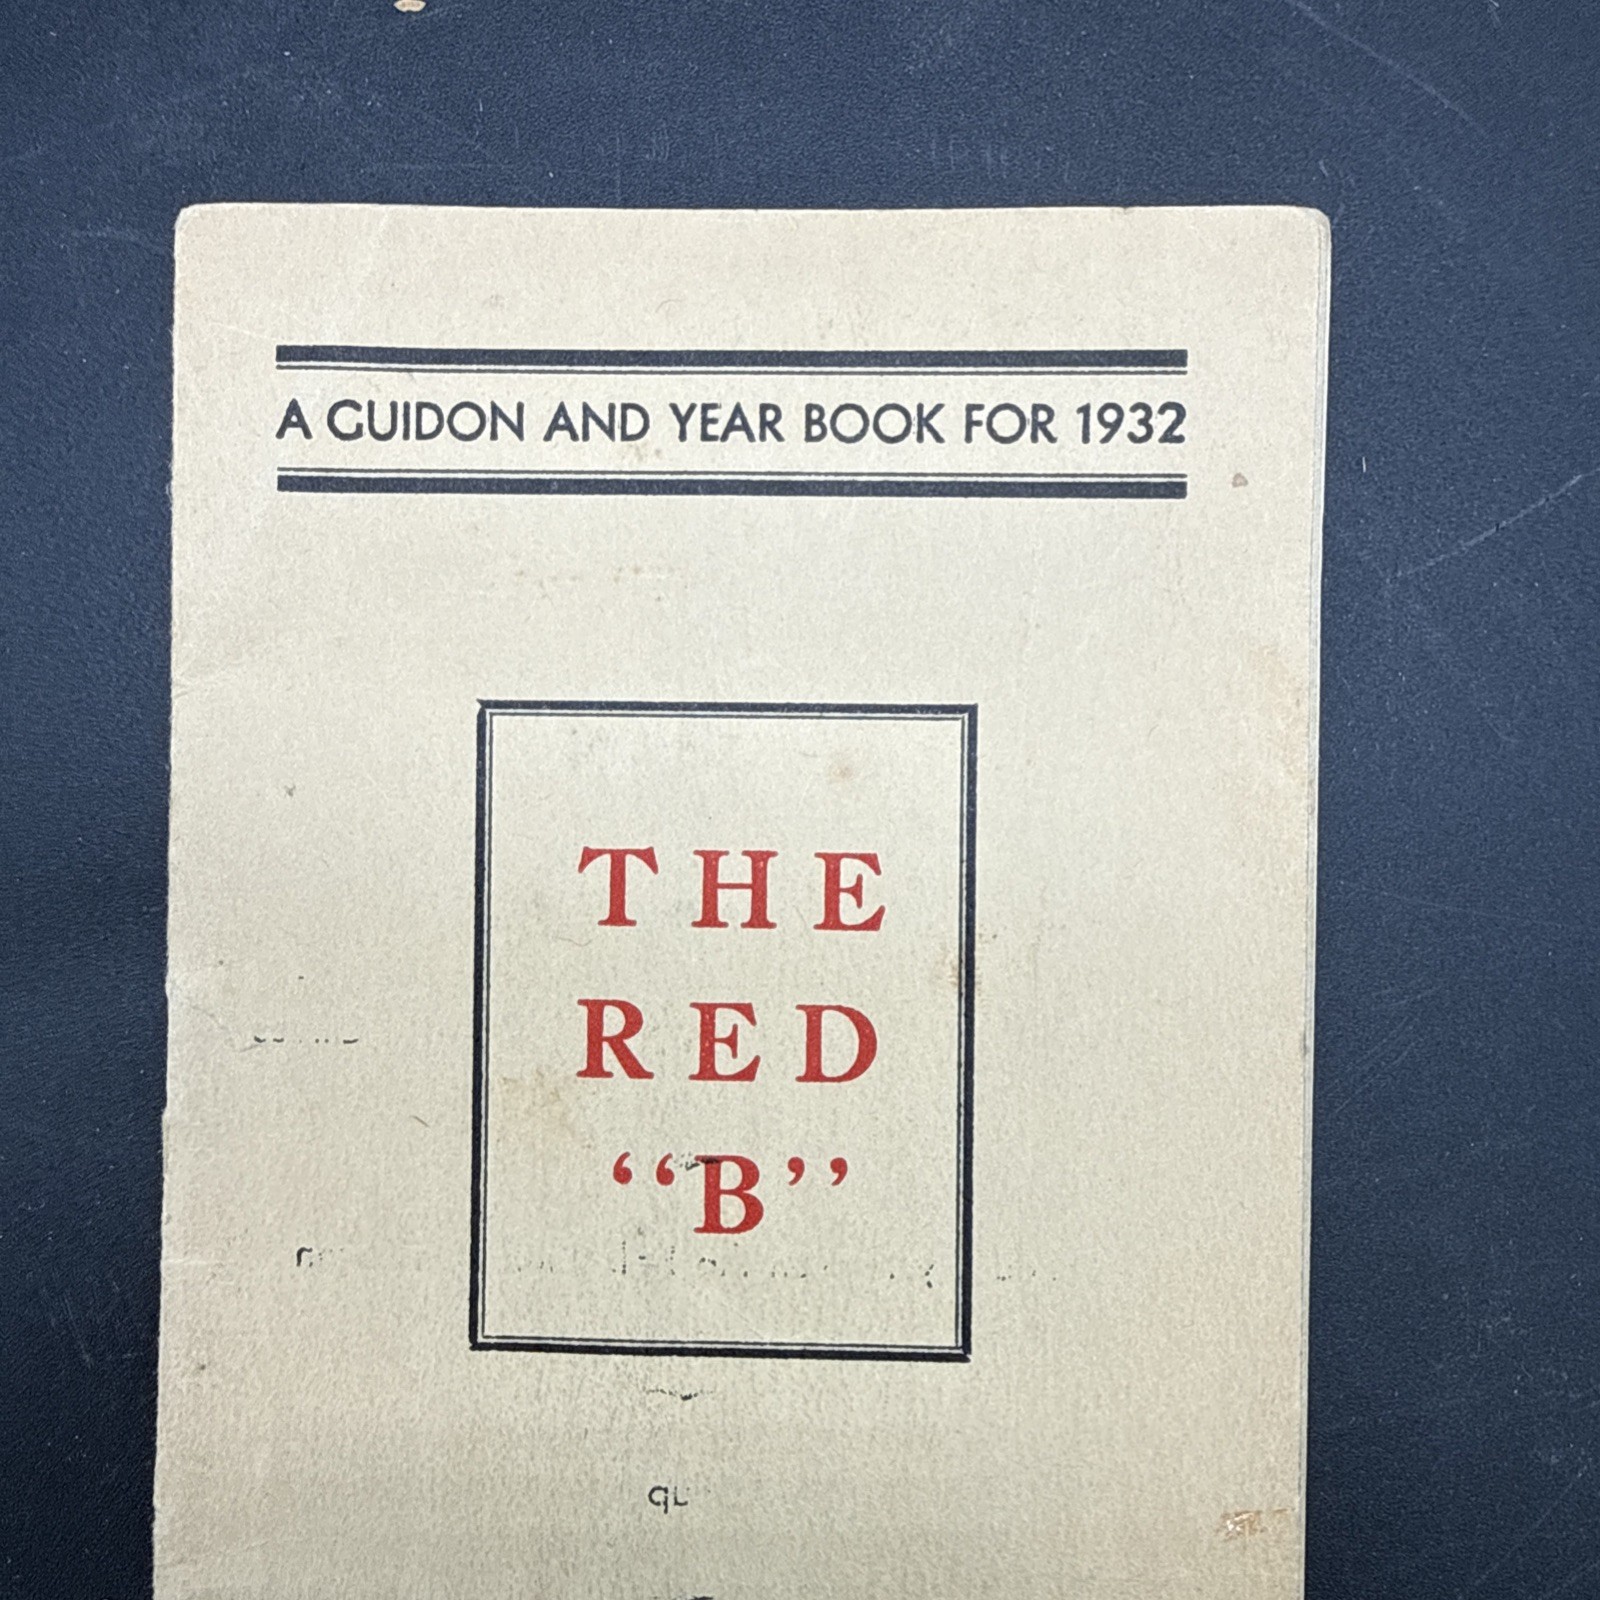 A GUIDON AND YEAR BOOK FOR 1932
THE
RED
“B”